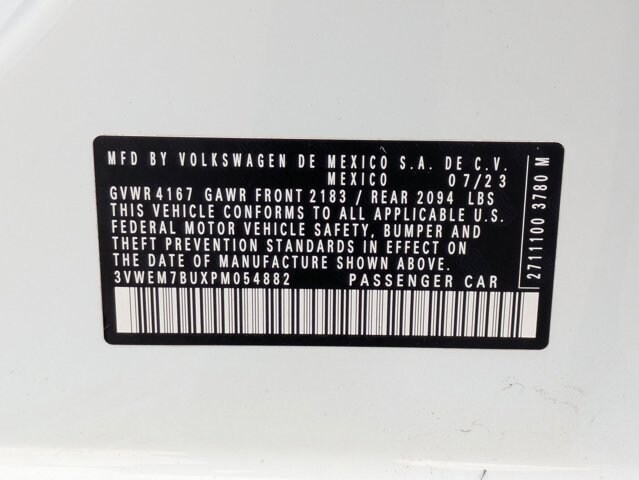 MFD BY VOLKSWAGEN DE MEXICO S.A. DE C.V.
MEXICO 07/23
GVWR 4167 GAWR FRONT 2183 / REAR 2094 LBS
THIS VEHICLE CONFORMS TO ALL APPLICABLE U.S.
FEDERAL MOTOR VEHICLE SAFETY, BUMPER AND
THEFT PREVENTION STANDARDS IN EFFECT ON
THE DATE OF MANUFACTURE SHOWN ABOVE.
3VWEM7BUXPM054882 PASSENGER CAR
2711100 3780 M